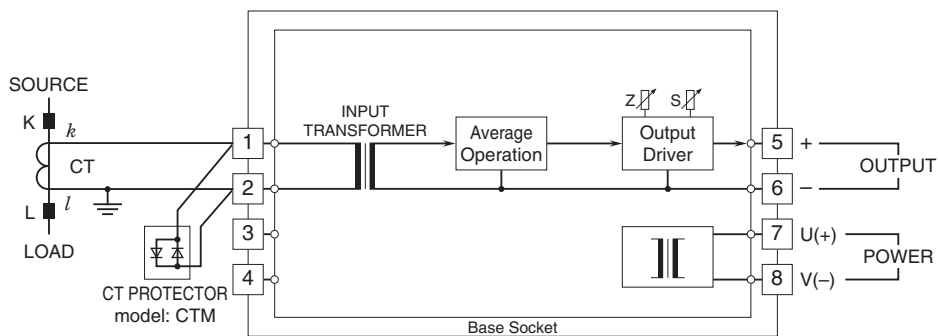 SOURCE
K
k
CT
L
l
LOAD
CT PROTECTOR
model: CTM
1
2
3
4
INPUT
TRANSFORMER
Average
Operation
Z
S
Output
Driver
5
+
6
–
OUTPUT
7
U(+)
8
V(–)
POWER
Base Socket